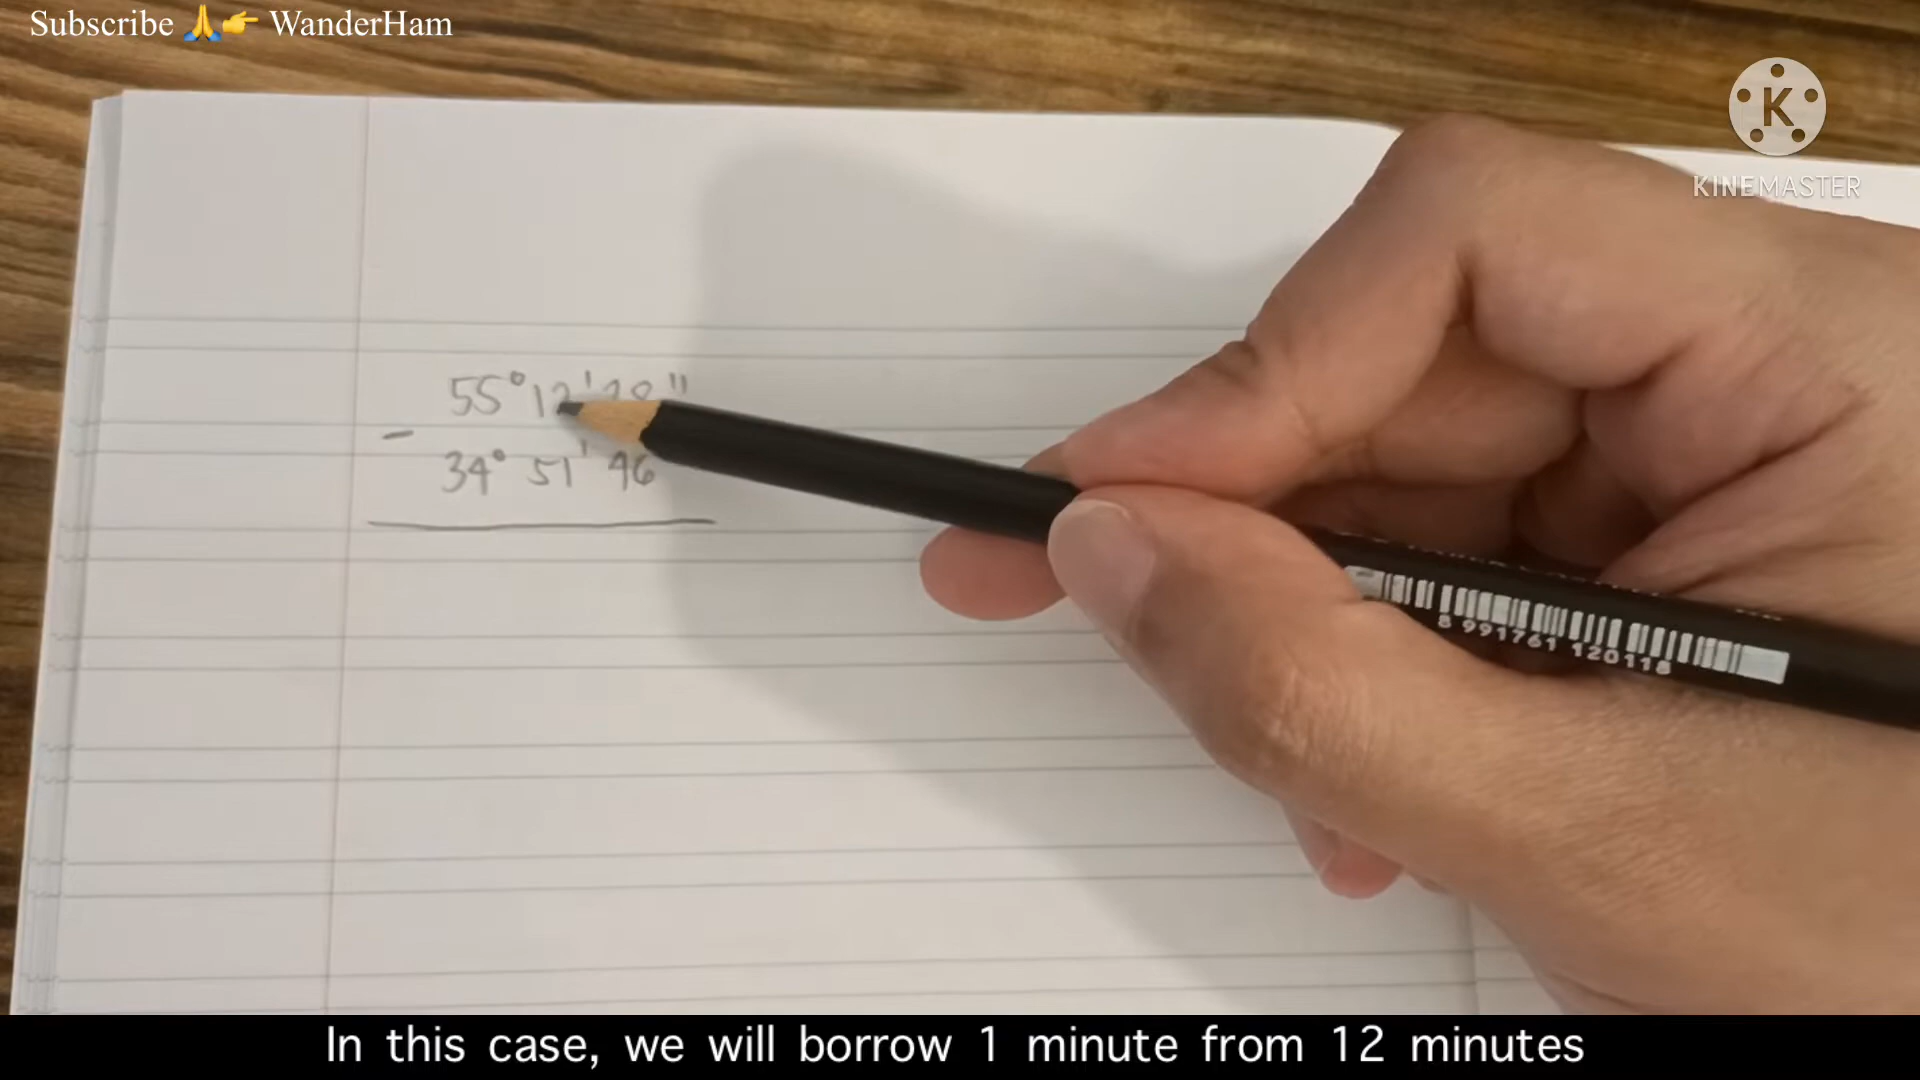 Subscribe 🙏👉 WanderHam
KINEMASTER
55° 12' 28"
- 34° 51' 46
8 991761 120118
In this case, we will borrow 1 minute from 12 minutes